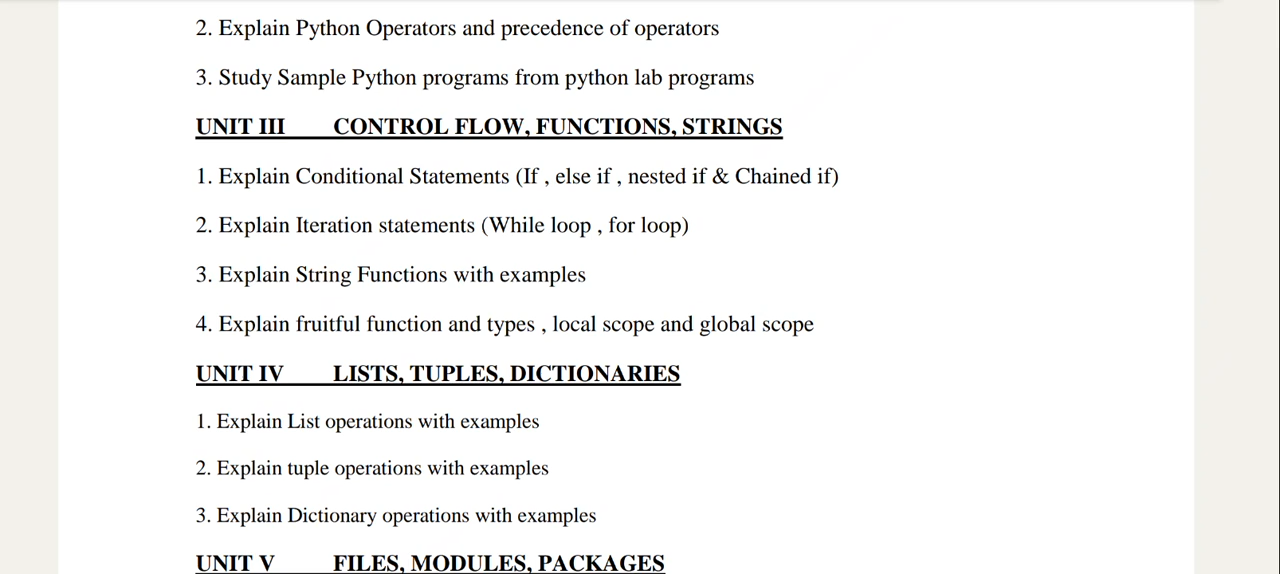 2. Explain Python Operators and precedence of operators
3. Study Sample Python programs from python lab programs
UNIT III CONTROL FLOW, FUNCTIONS, STRINGS
1. Explain Conditional Statements (If , else if , nested if & Chained if)
2. Explain Iteration statements (While loop , for loop)
3. Explain String Functions with examples
4. Explain fruitful function and types , local scope and global scope
UNIT IV LISTS, TUPLES, DICTIONARIES
1. Explain List operations with examples
2. Explain tuple operations with examples
3. Explain Dictionary operations with examples
UNIT V FILES, MODULES, PACKAGES